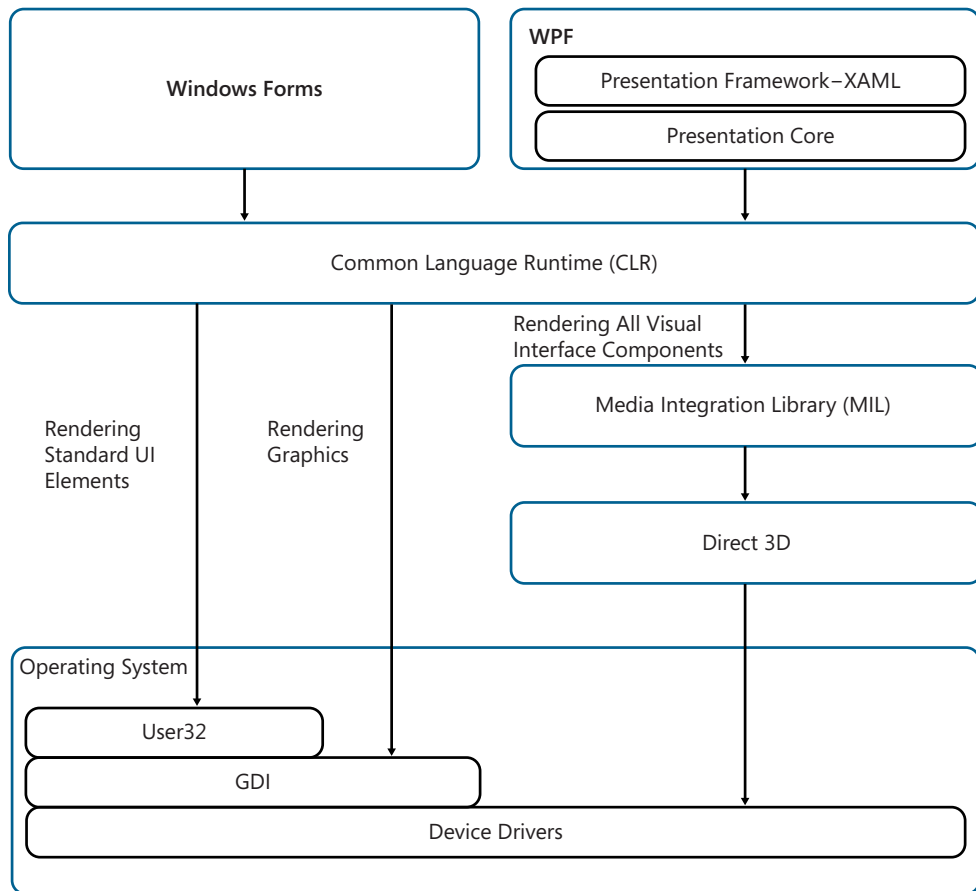 WPF
Windows Forms
Presentation Framework–XAML
Presentation Core
Common Language Runtime (CLR)
Rendering All Visual
Interface Components
Media Integration Library (MIL)
Rendering
Standard UI
Elements
Rendering
Graphics
Direct 3D
Operating System
User32
GDI
Device Drivers